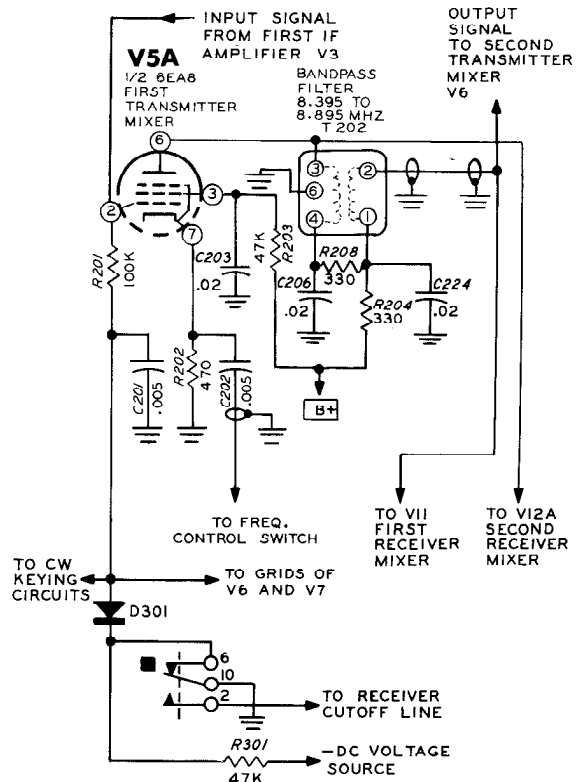 INPUT SIGNAL
FROM FIRST IF
AMPLIFIER V3
OUTPUT
SIGNAL
TO SECOND
TRANSMITTER
MIXER
V6
V5A
1/2 6EA8
FIRST
TRANSMITTER
MIXER
BANDPASS
FILTER
8.395 TO
8.895 MHZ
T 202
6
2
3
7
3
6
4
2
1
R201
100K
C203
.02
47K
R203
R208
330
C206
.02
R204
330
C224
.02
C201
.005
R202
470
C202
.005
B+
TO FREQ.
CONTROL SWITCH
TO V11
FIRST
RECEIVER
MIXER
TO V12A
SECOND
RECEIVER
MIXER
TO CW
KEYING
CIRCUITS
TO GRIDS OF
V6 AND V7
D301
6
10
2
TO RECEIVER
CUTOFF LINE
R301
47K
-DC VOLTAGE
SOURCE